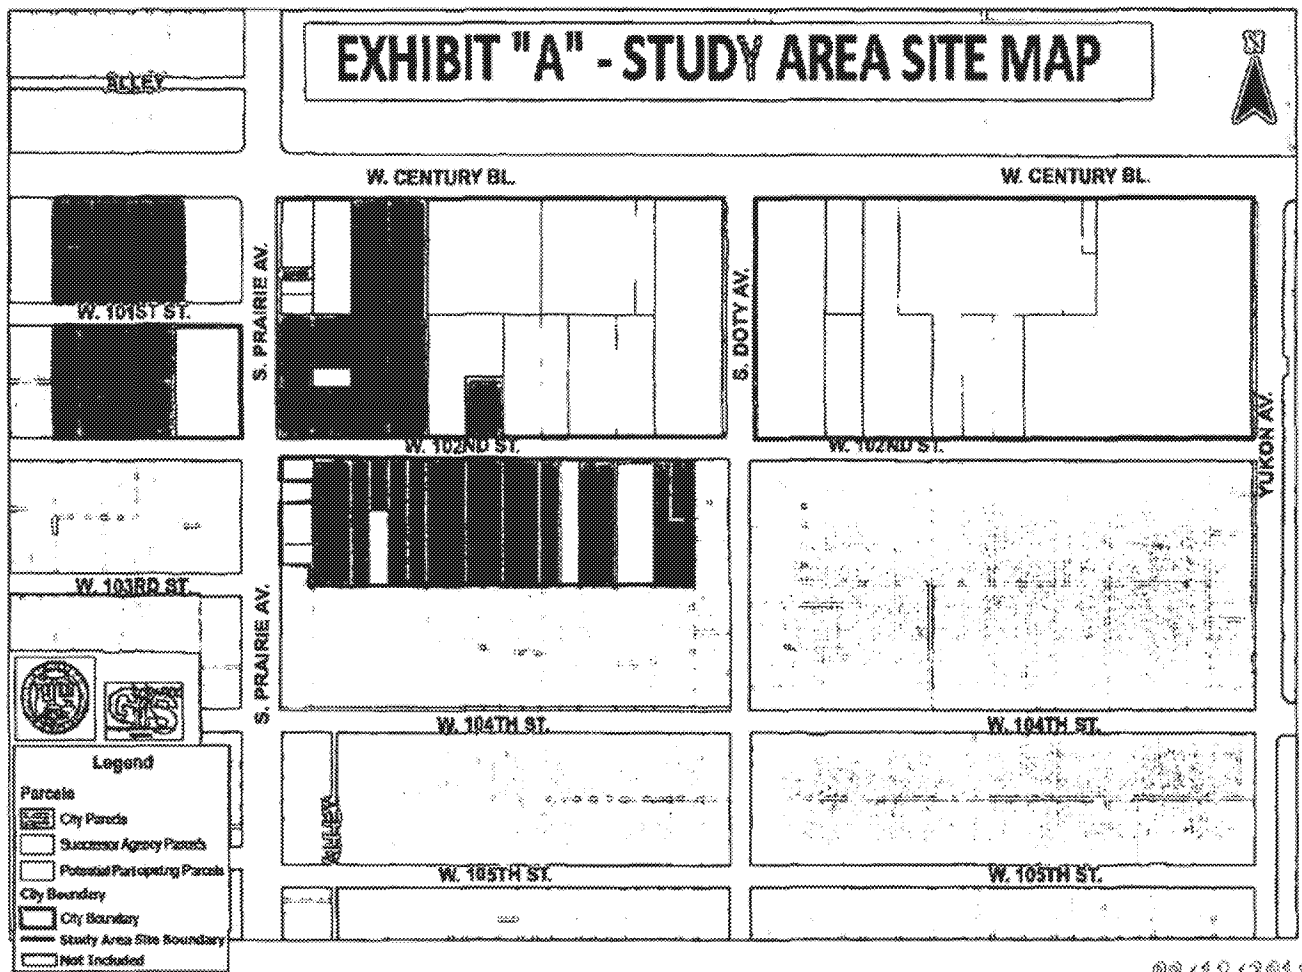 EXHIBIT "A" - STUDY AREA SITE MAP
N
ALLEY
W. CENTURY BL.
W. CENTURY BL.
S. PRAIRIE AV.
S. DOTY AV.
W. 101ST ST.
YUKON AV.
W. 102ND ST.
W. 102ND ST.
W. 103RD ST.
S. PRAIRIE AV.
W. 104TH ST.
W. 104TH ST.
GIS
Legend
Parcels
City Parcels
Successor Agency Parcels
Potential Participating Parcels
City Boundary
City Boundary
Study Area Site Boundary
Not Included
ALLEY
W. 105TH ST.
W. 105TH ST.